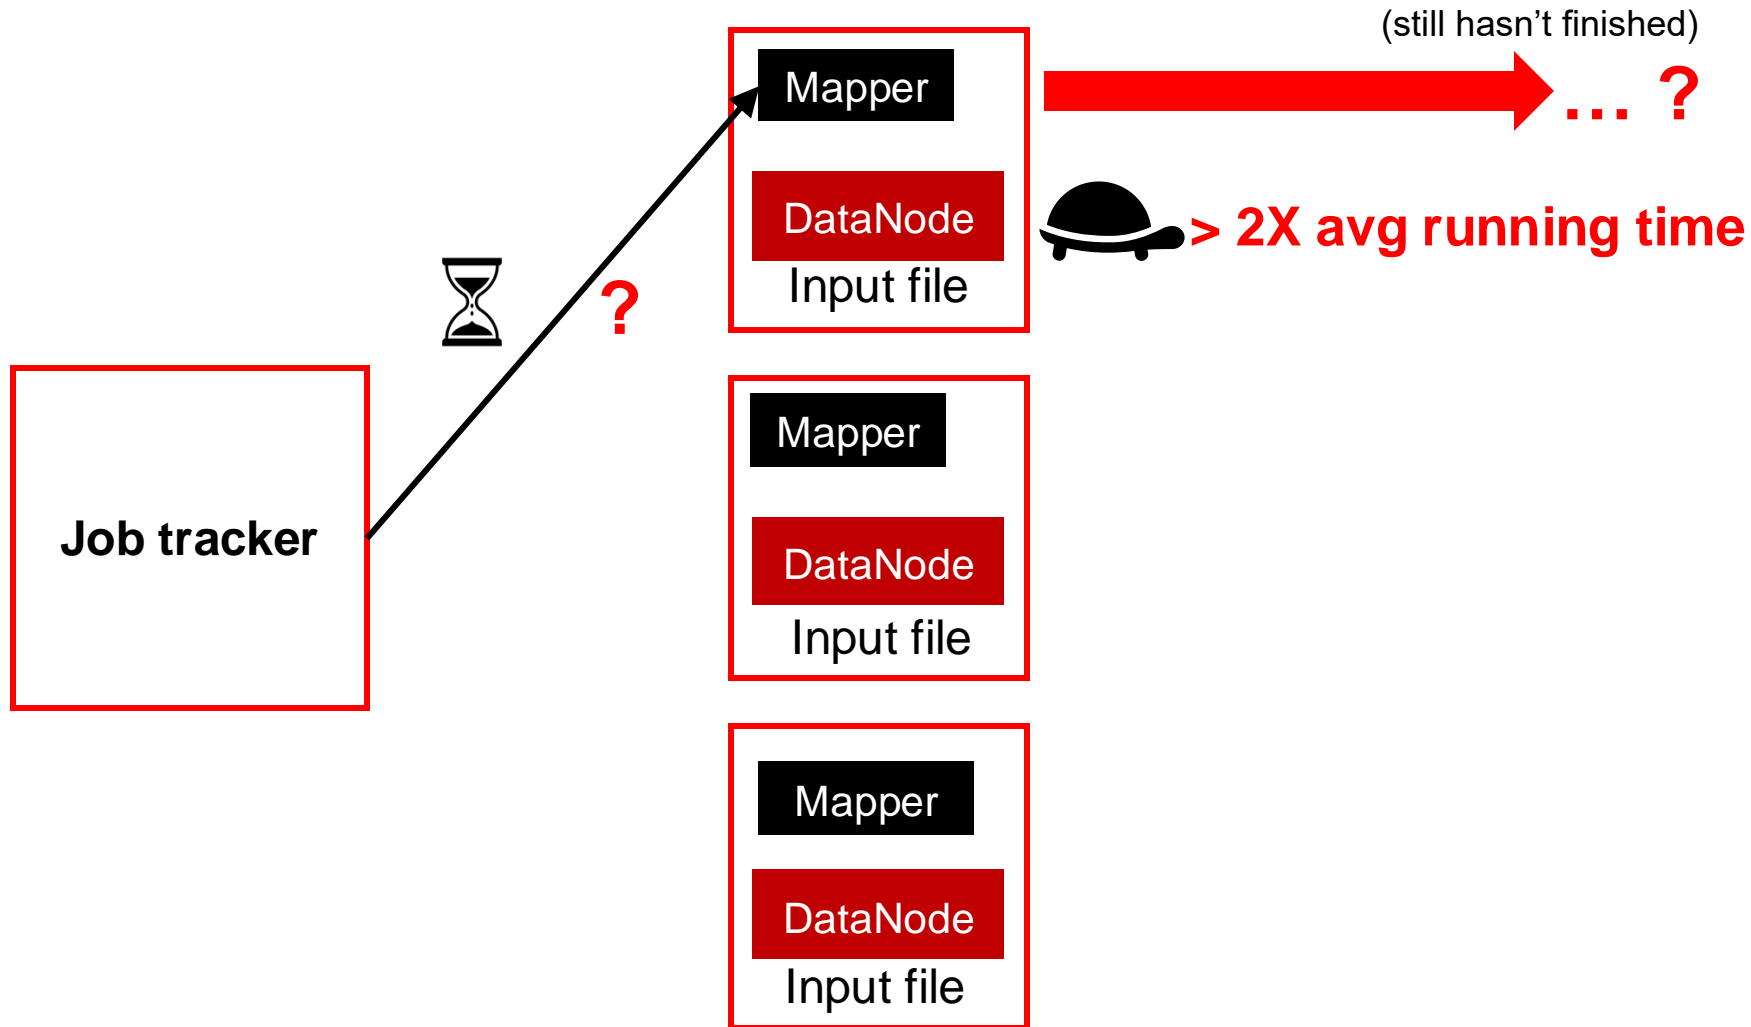 (still hasn’t finished)
Mapper
... ?
DataNode
> 2X avg running time
Input file
?
Mapper
Job tracker
DataNode
Input file
Mapper
DataNode
Input file